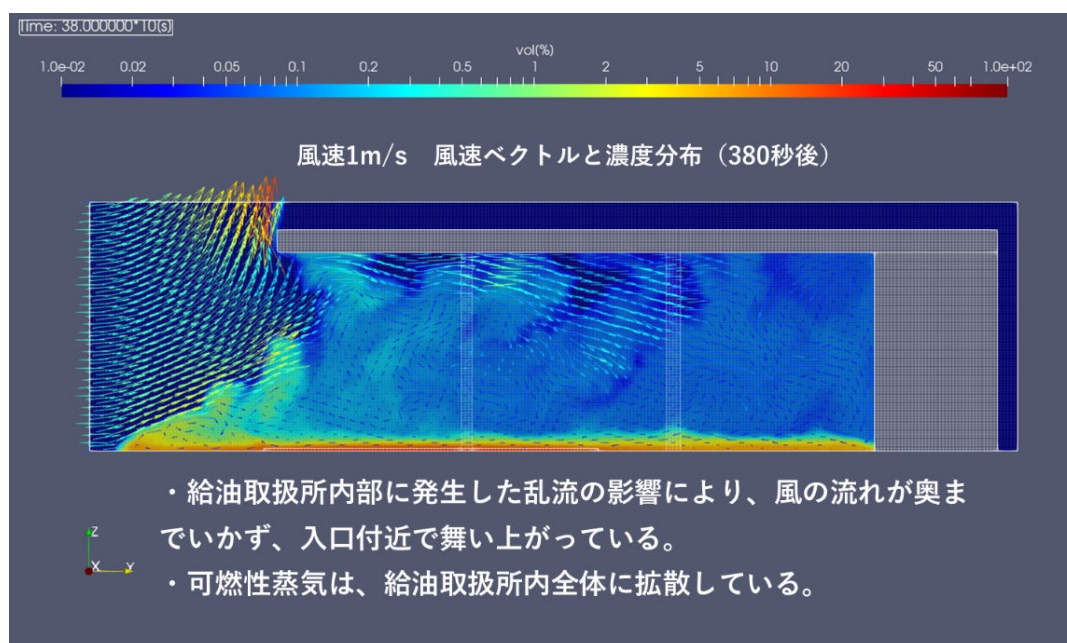 Time: 38.000000*10(s)
vol(%)
1.0e-02 0.02 0.05 0.1 0.2 0.5 1 2 5 10 20 50 1.0e+02
風速1m/s 風速ベクトルと濃度分布（380秒後）
・給油取扱所内部に発生した乱流の影響により、風の流れが奥ま
でいかず、入口付近で舞い上がっている。
・可燃性蒸気は、給油取扱所内全体に拡散している。
Z
X Y